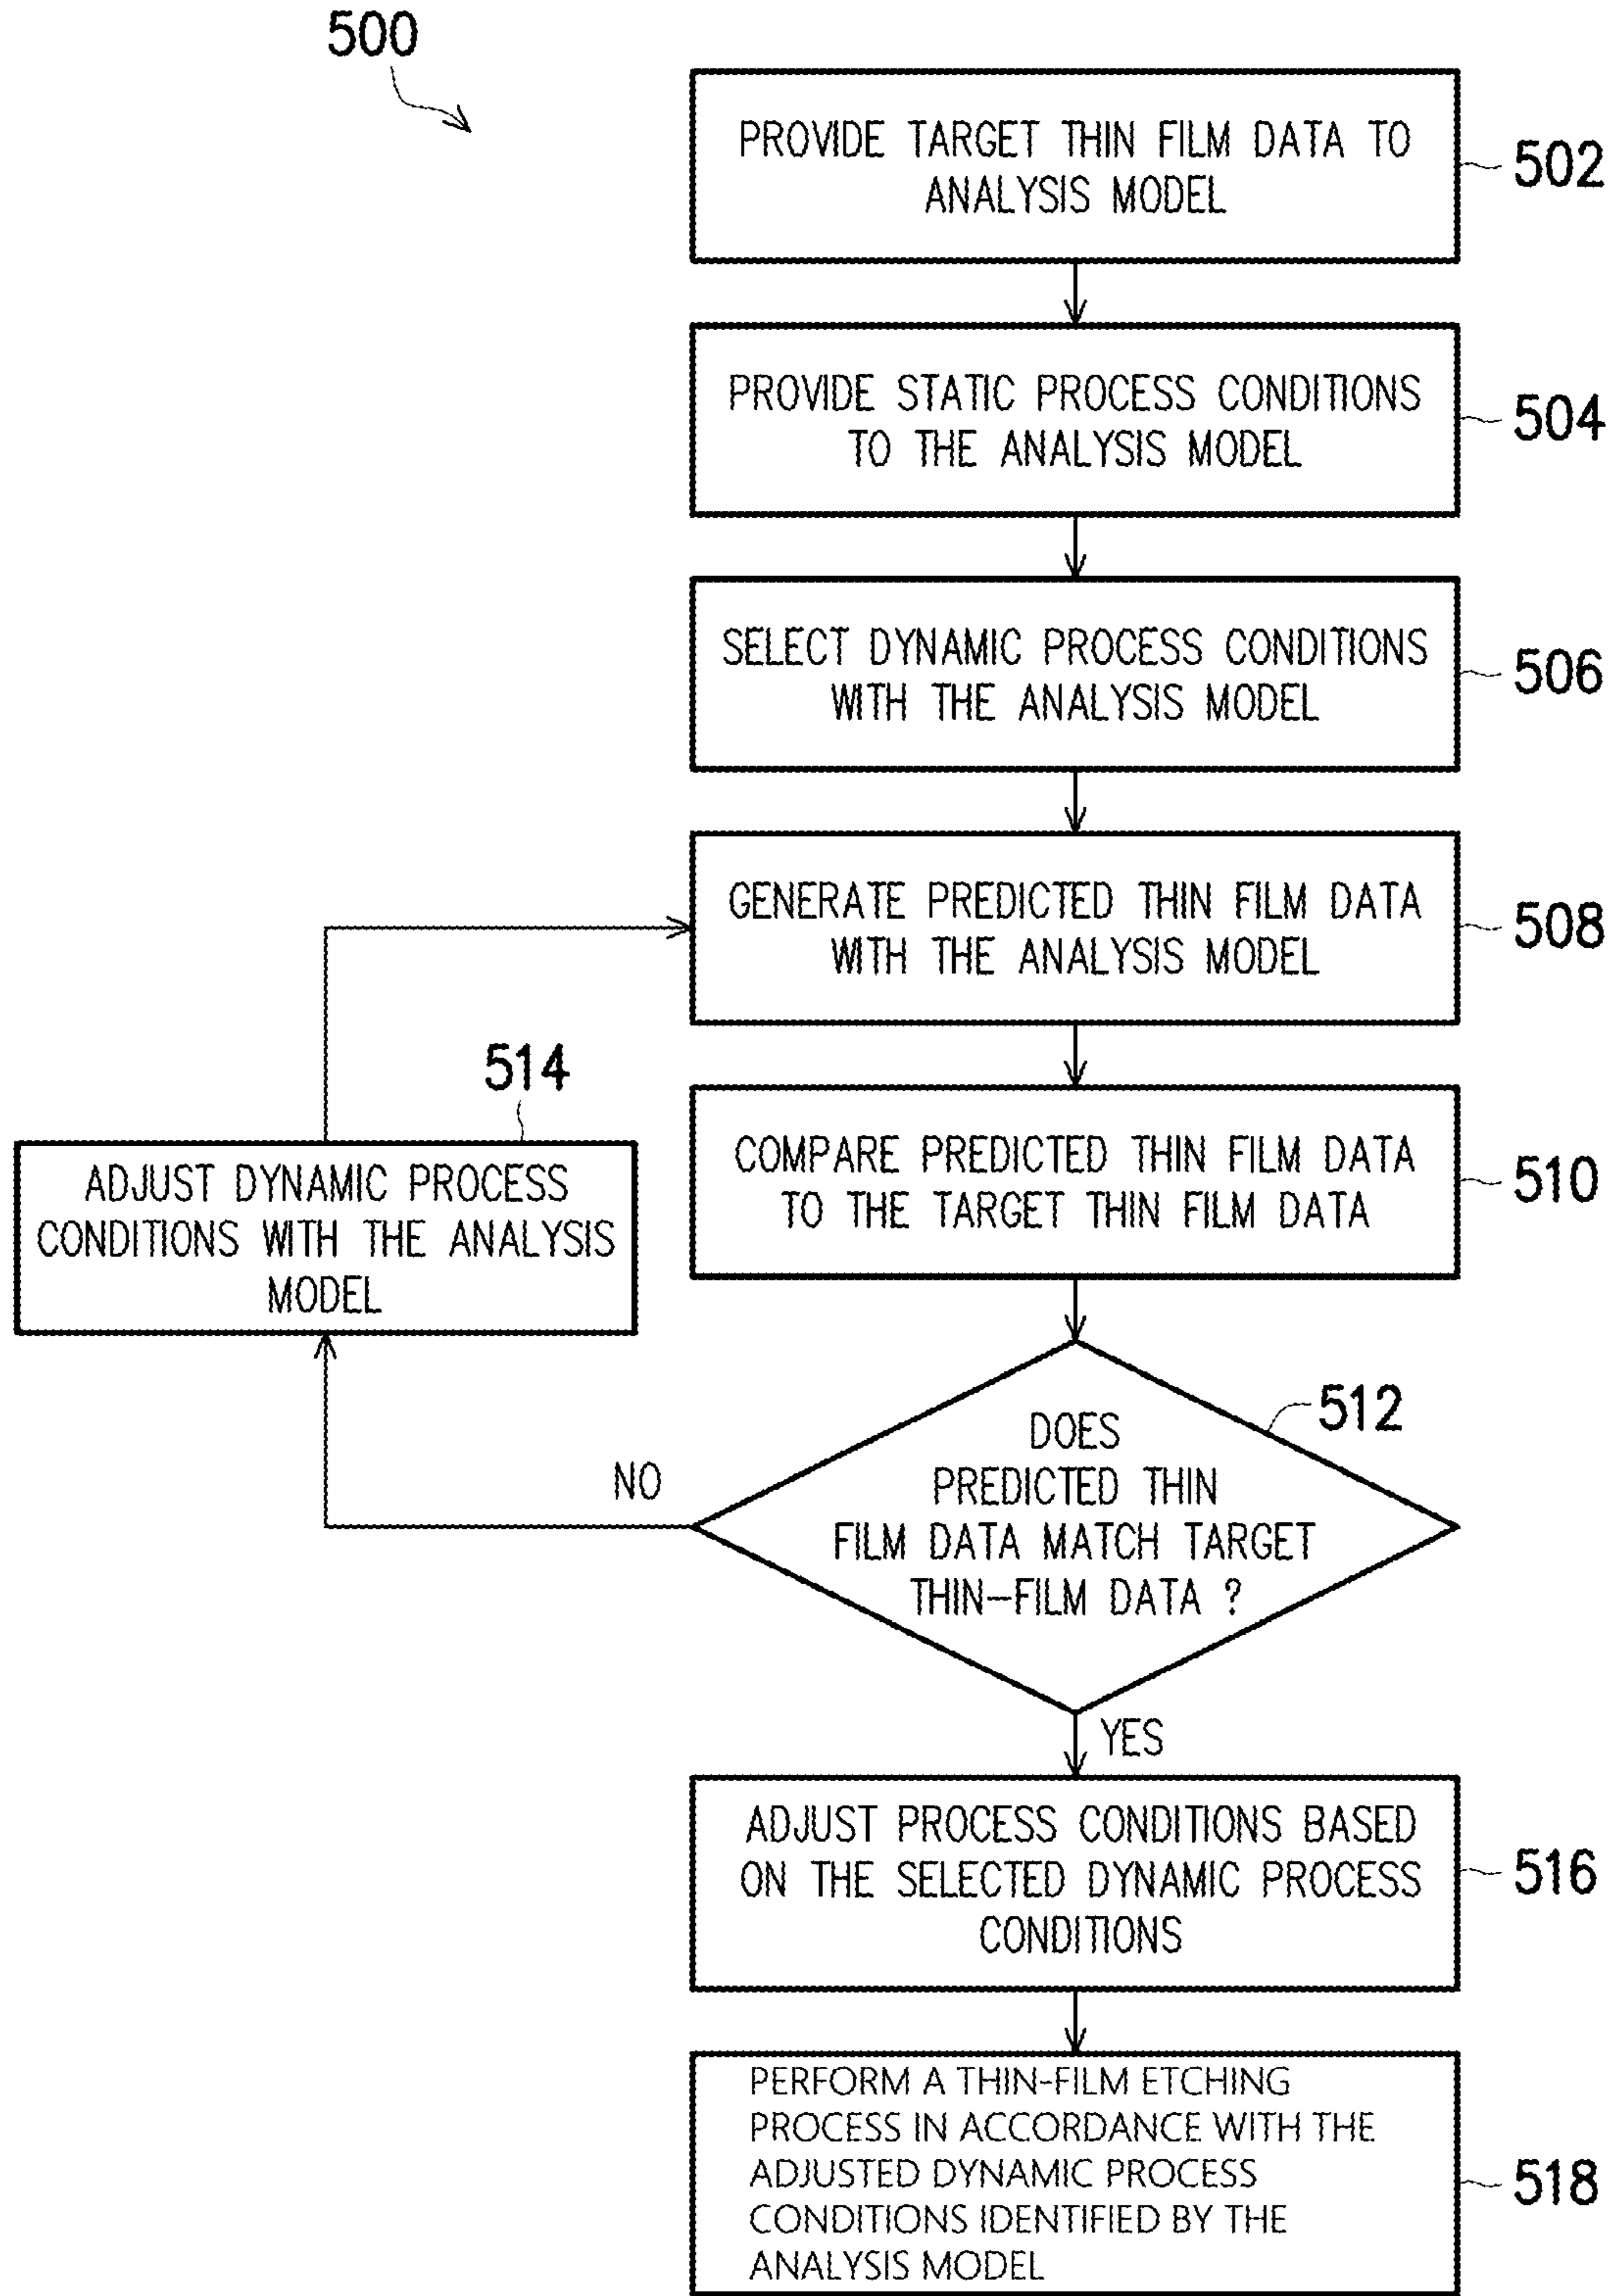 500
PROVIDE TARGET THIN FILM DATA TO
ANALYSIS MODEL
502
PROVIDE STATIC PROCESS CONDITIONS
TO THE ANALYSIS MODEL
504
SELECT DYNAMIC PROCESS CONDITIONS
WITH THE ANALYSIS MODEL
506
GENERATE PREDICTED THIN FILM DATA
WITH THE ANALYSIS MODEL
508
514
ADJUST DYNAMIC PROCESS
CONDITIONS WITH THE ANALYSIS
MODEL
COMPARE PREDICTED THIN FILM DATA
TO THE TARGET THIN FILM DATA
510
512
DOES
PREDICTED THIN
FILM DATA MATCH TARGET
THIN-FILM DATA ?
NO
YES
ADJUST PROCESS CONDITIONS BASED
ON THE SELECTED DYNAMIC PROCESS
CONDITIONS
516
PERFORM A THIN-FILM ETCHING
PROCESS IN ACCORDANCE WITH THE
ADJUSTED DYNAMIC PROCESS
CONDITIONS IDENTIFIED BY THE
ANALYSIS MODEL
518